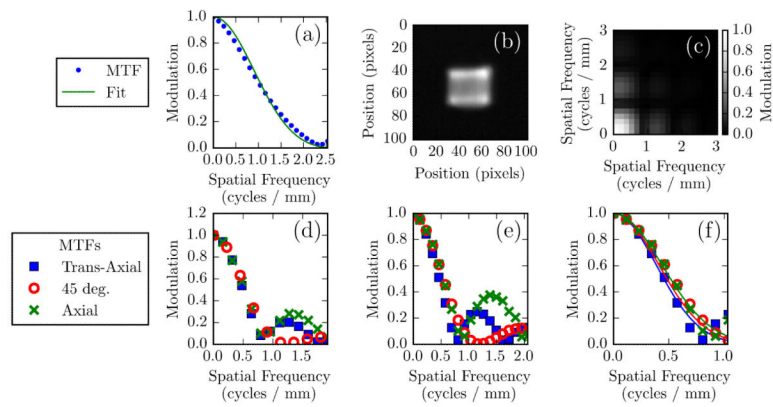 MTF
Fit
Modulation
1.0
0.8
0.6
0.4
0.2
0.0
(a)
0.0 0.5 1.0 1.5 2.0 2.5
Spatial Frequency
(cycles / mm)
Position (pixels)
0
20
40
60
80
100
(b)
0 20 40 60 80 100
Position (pixels)
Spatial Frequency
(cycles / mm)
3
2
1
0
(c)
0 1 2 3
Spatial Frequency
(cycles / mm)
1.0
0.8
0.6
0.4
0.2
0.0
Modulation
MTFs
Trans-Axial
45 deg.
Axial
Modulation
1.2
1.0
0.8
0.6
0.4
0.2
0.0
(d)
0.0 0.5 1.0 1.5
Spatial Frequency
(cycles / mm)
Modulation
1.0
0.8
0.6
0.4
0.2
0.0
(e)
0.0 0.5 1.0 1.5 2.0
Spatial Frequency
(cycles / mm)
Modulation
1.0
0.8
0.6
0.4
0.2
0.0
(f)
0.0 0.5 1.0
Spatial Frequency
(cycles / mm)